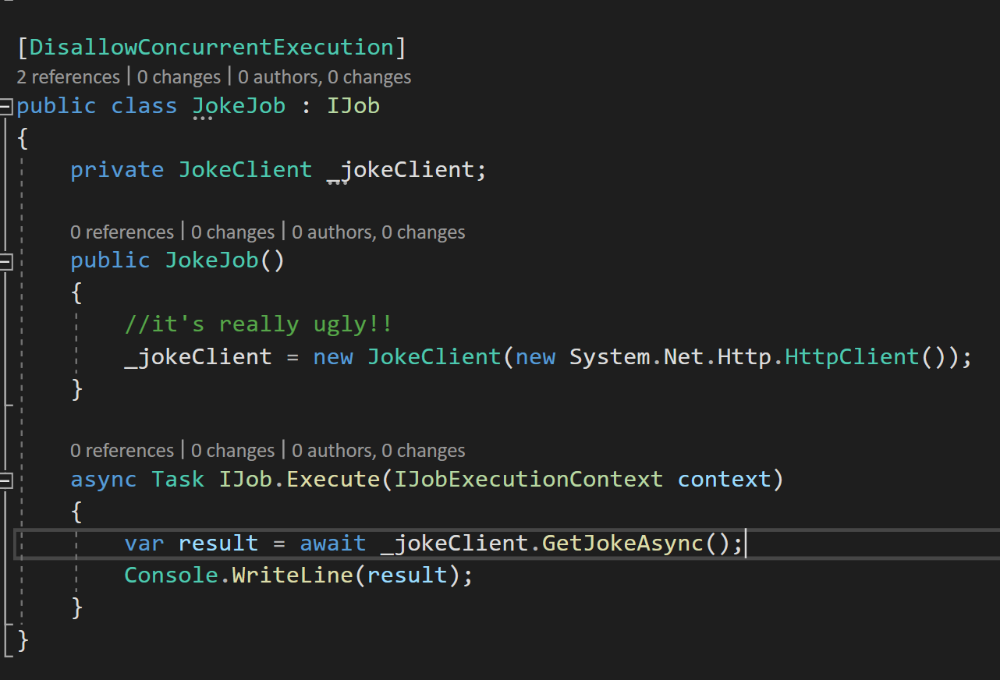 [DisallowConcurrentExecution]
2 references | 0 changes | 0 authors, 0 changes
public class JokeJob : IJob
{
private JokeClient _jokeClient;
0 references | 0 changes | 0 authors, 0 changes
public JokeJob()
{
//it's really ugly!!
_jokeClient = new JokeClient(new System.Net.Http.HttpClient());
}
0 references | 0 changes | 0 authors, 0 changes
async Task IJob.Execute(IJobExecutionContext context)
{
var result = await _jokeClient.GetJokeAsync();
Console.WriteLine(result);
}
}